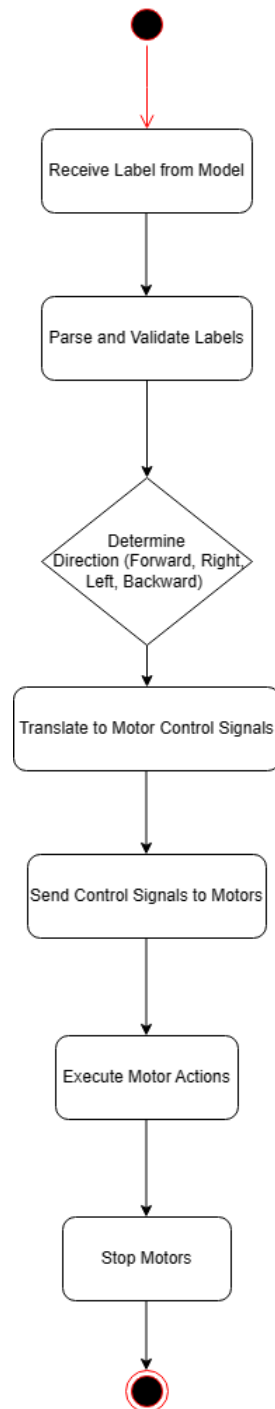 Receive Label from Model
Parse and Validate Labels
Determine
Direction (Forward, Right,
Left, Backward)
Translate to Motor Control Signals
Send Control Signals to Motors
Execute Motor Actions
Stop Motors